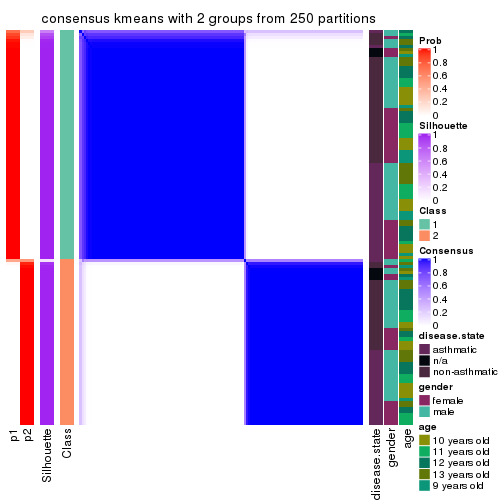 consensus kmeans with 2 groups from 250 partitions
Prob
1
0.8
0.6
0.4
0.2
0
Silhouette
1
0.8
0.6
0.4
0.2
0
Class
1
2
Consensus
1
0.8
0.6
0.4
0.2
0
disease.state
asthmatic
n/a
non-asthmatic
gender
female
male
age
10 years old
11 years old
12 years old
13 years old
9 years old
p1
p2
Silhouette
Class
disease.state
gender
age